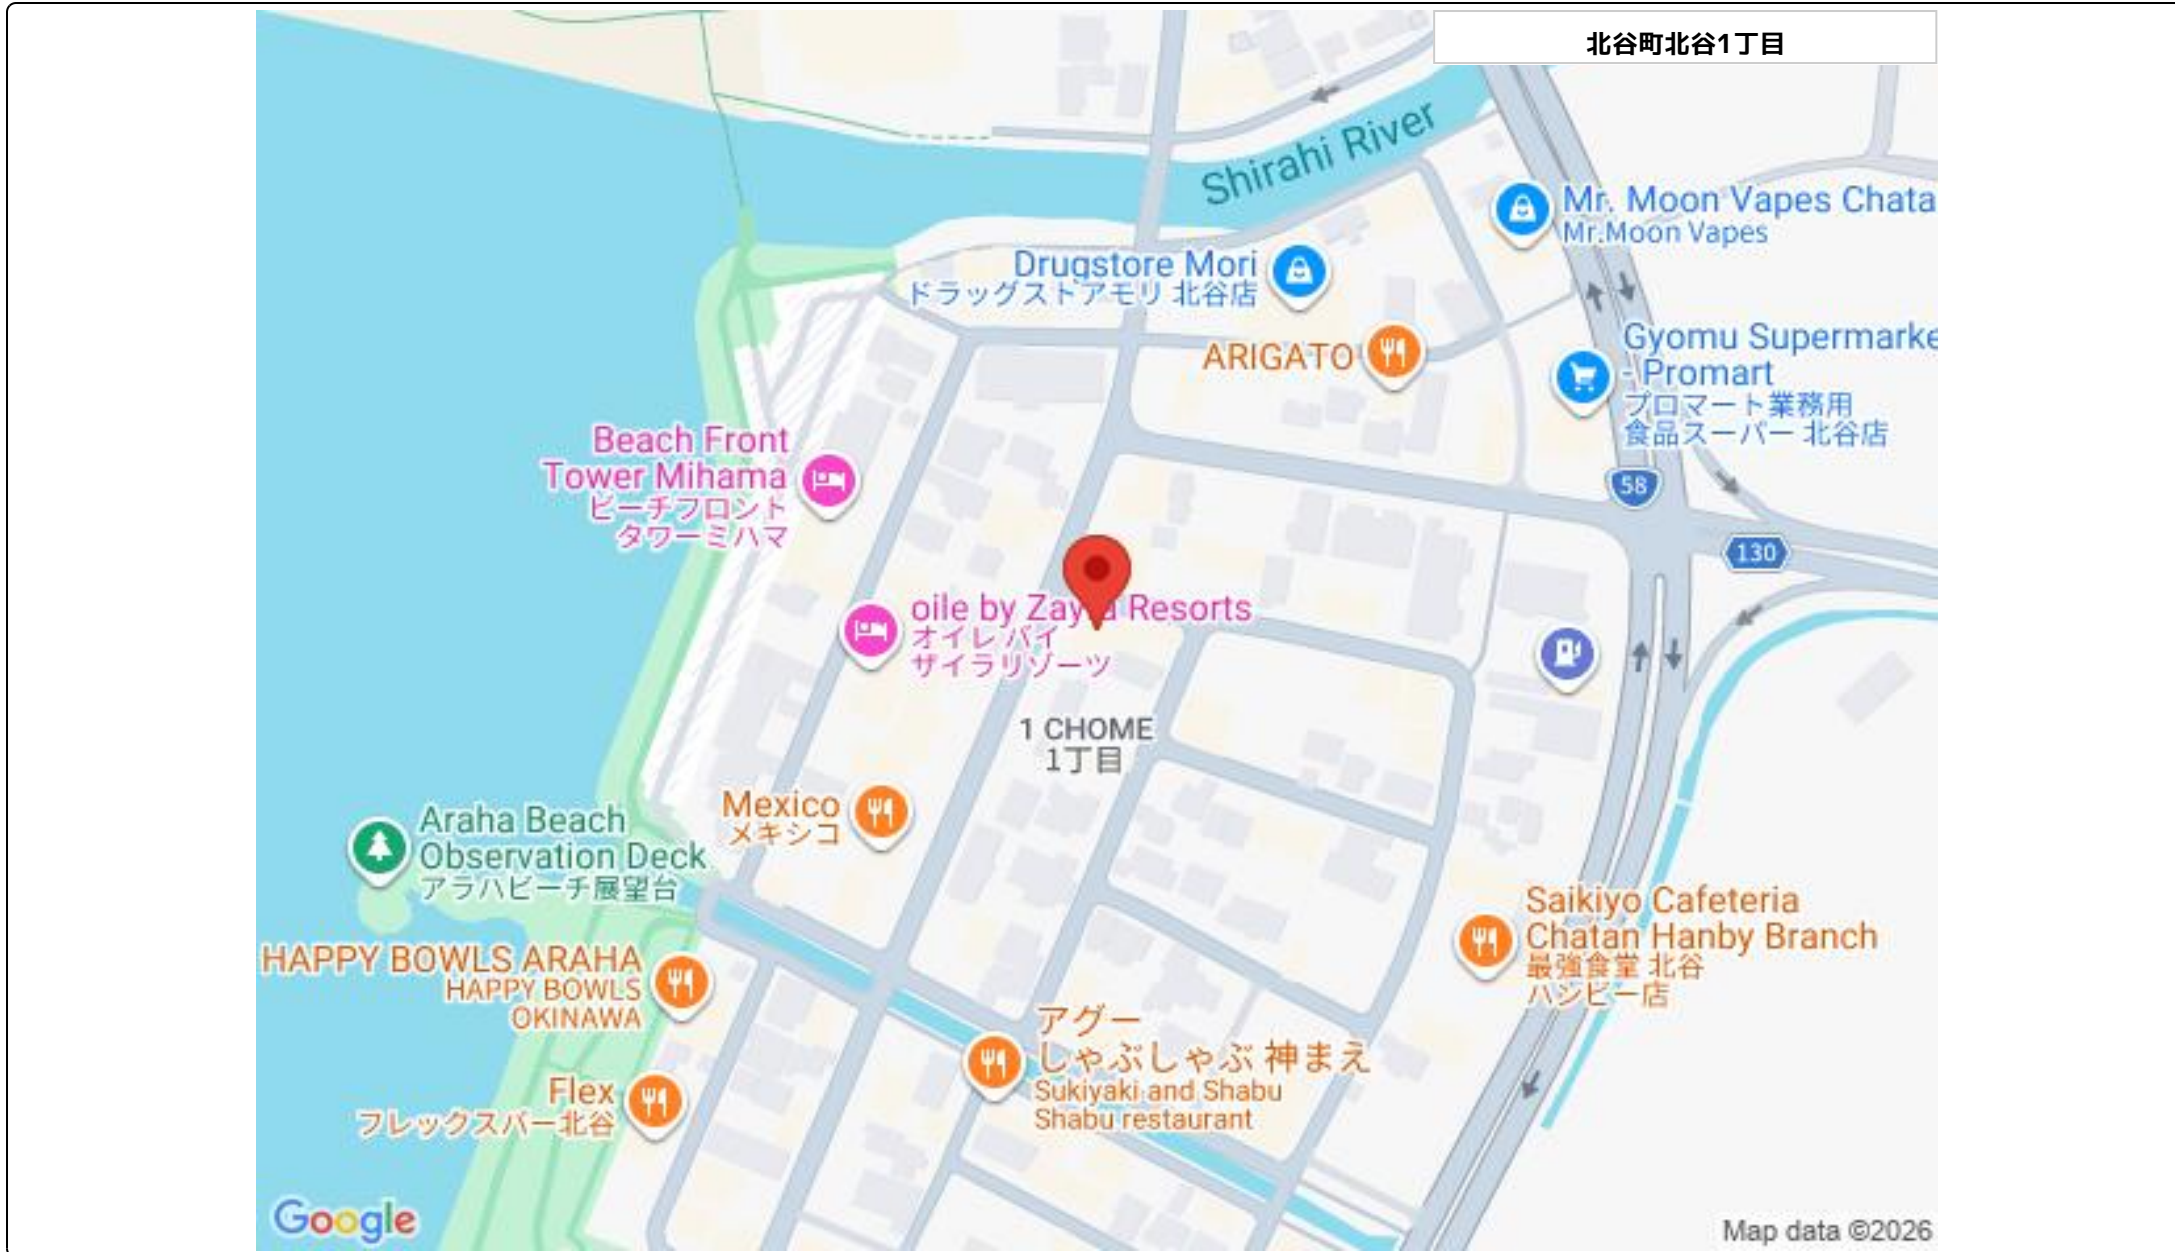 北谷町北谷1丁目
Shirahi River
Mr. Moon Vapes Chata
Mr.Moon Vapes
Drugstore Mori
ドラッグストアモリ 北谷店
ARIGATO
Gyomu Supermarke
- Promart
プロマート業務用
食品スーパー 北谷店
Beach Front
Tower Mihama
ビーチフロント
タワーミハマ
58
130
oile by Zay a Resorts
オイレ バイ
ザイラリゾーツ
1 CHOME
1丁目
Mexico
メキシコ
Araha Beach
Observation Deck
アラハビーチ展望台
Saikiyo Cafeteria
Chatan Hanby Branch
最強食堂 北谷
ハンビー店
HAPPY BOWLS ARAHA
HAPPY BOWLS
OKINAWA
アグー
しゃぶしゃぶ 神まえ
Sukiyaki and Shabu
Shabu restaurant
Flex
フレックスバー北谷
Google
Map data ©2026